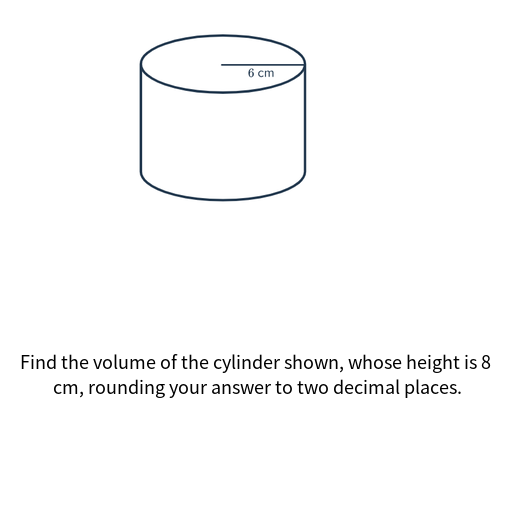 6 cm
Find the volume of the cylinder shown, whose height is 8
cm, rounding your answer to two decimal places.